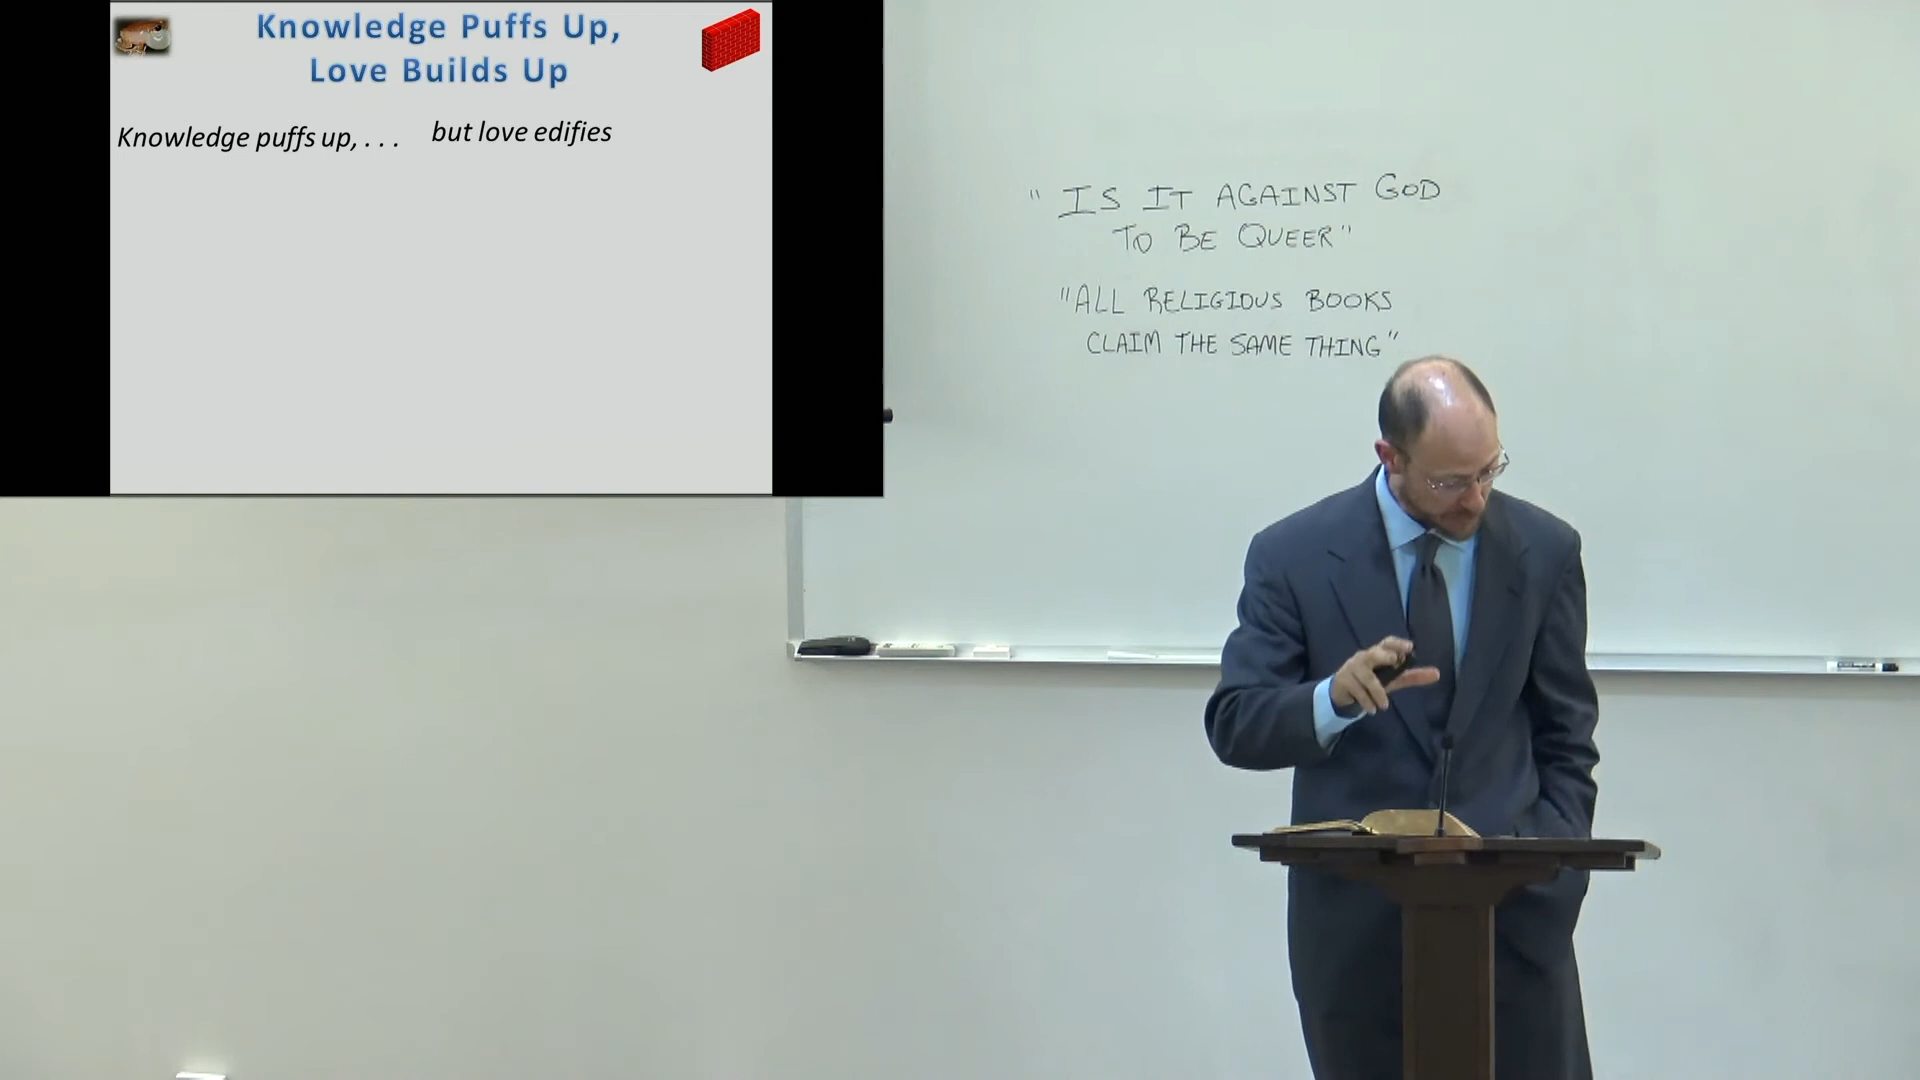 Knowledge Puffs Up,
Love Builds Up
Knowledge puffs up, . . . but love edifies
" IS IT AGAINST GOD
TO BE QUEER"
"ALL RELIGIOUS BOOKS
CLAIM THE SAME THING"